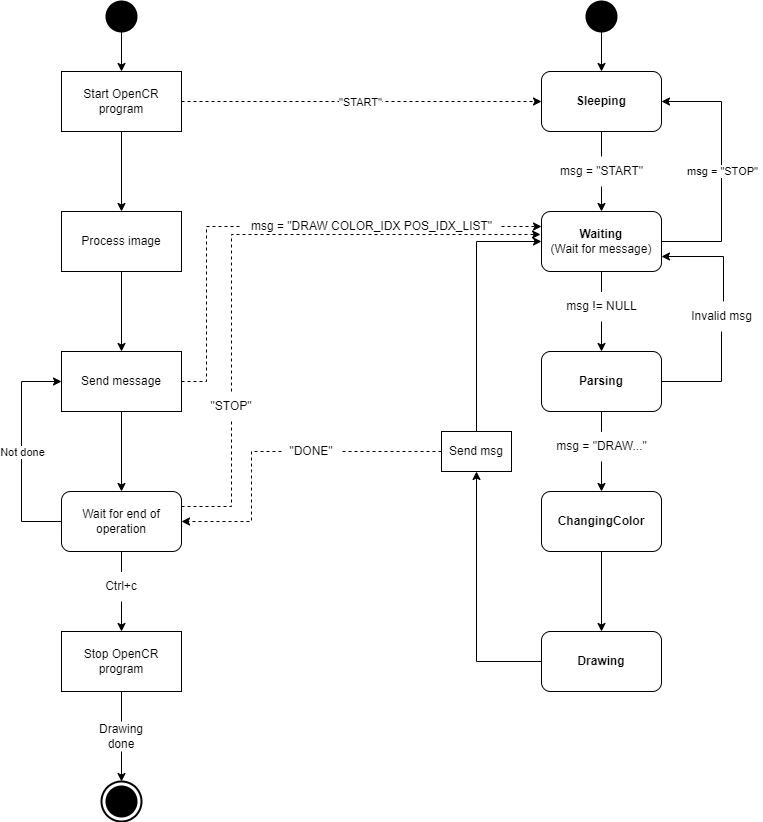 Start OpenCR
program
"START"
Sleeping
msg = "START"
msg = "STOP"
Process image
msg = "DRAW COLOR_IDX POS_IDX_LIST"
Waiting
(Wait for message)
msg != NULL
Invalid msg
Send message
"STOP"
Parsing
Not done
"DONE"
Send msg
msg = "DRAW..."
Wait for end of
operation
ChangingColor
Ctrl+c
Stop OpenCR
program
Drawing
Drawing
done